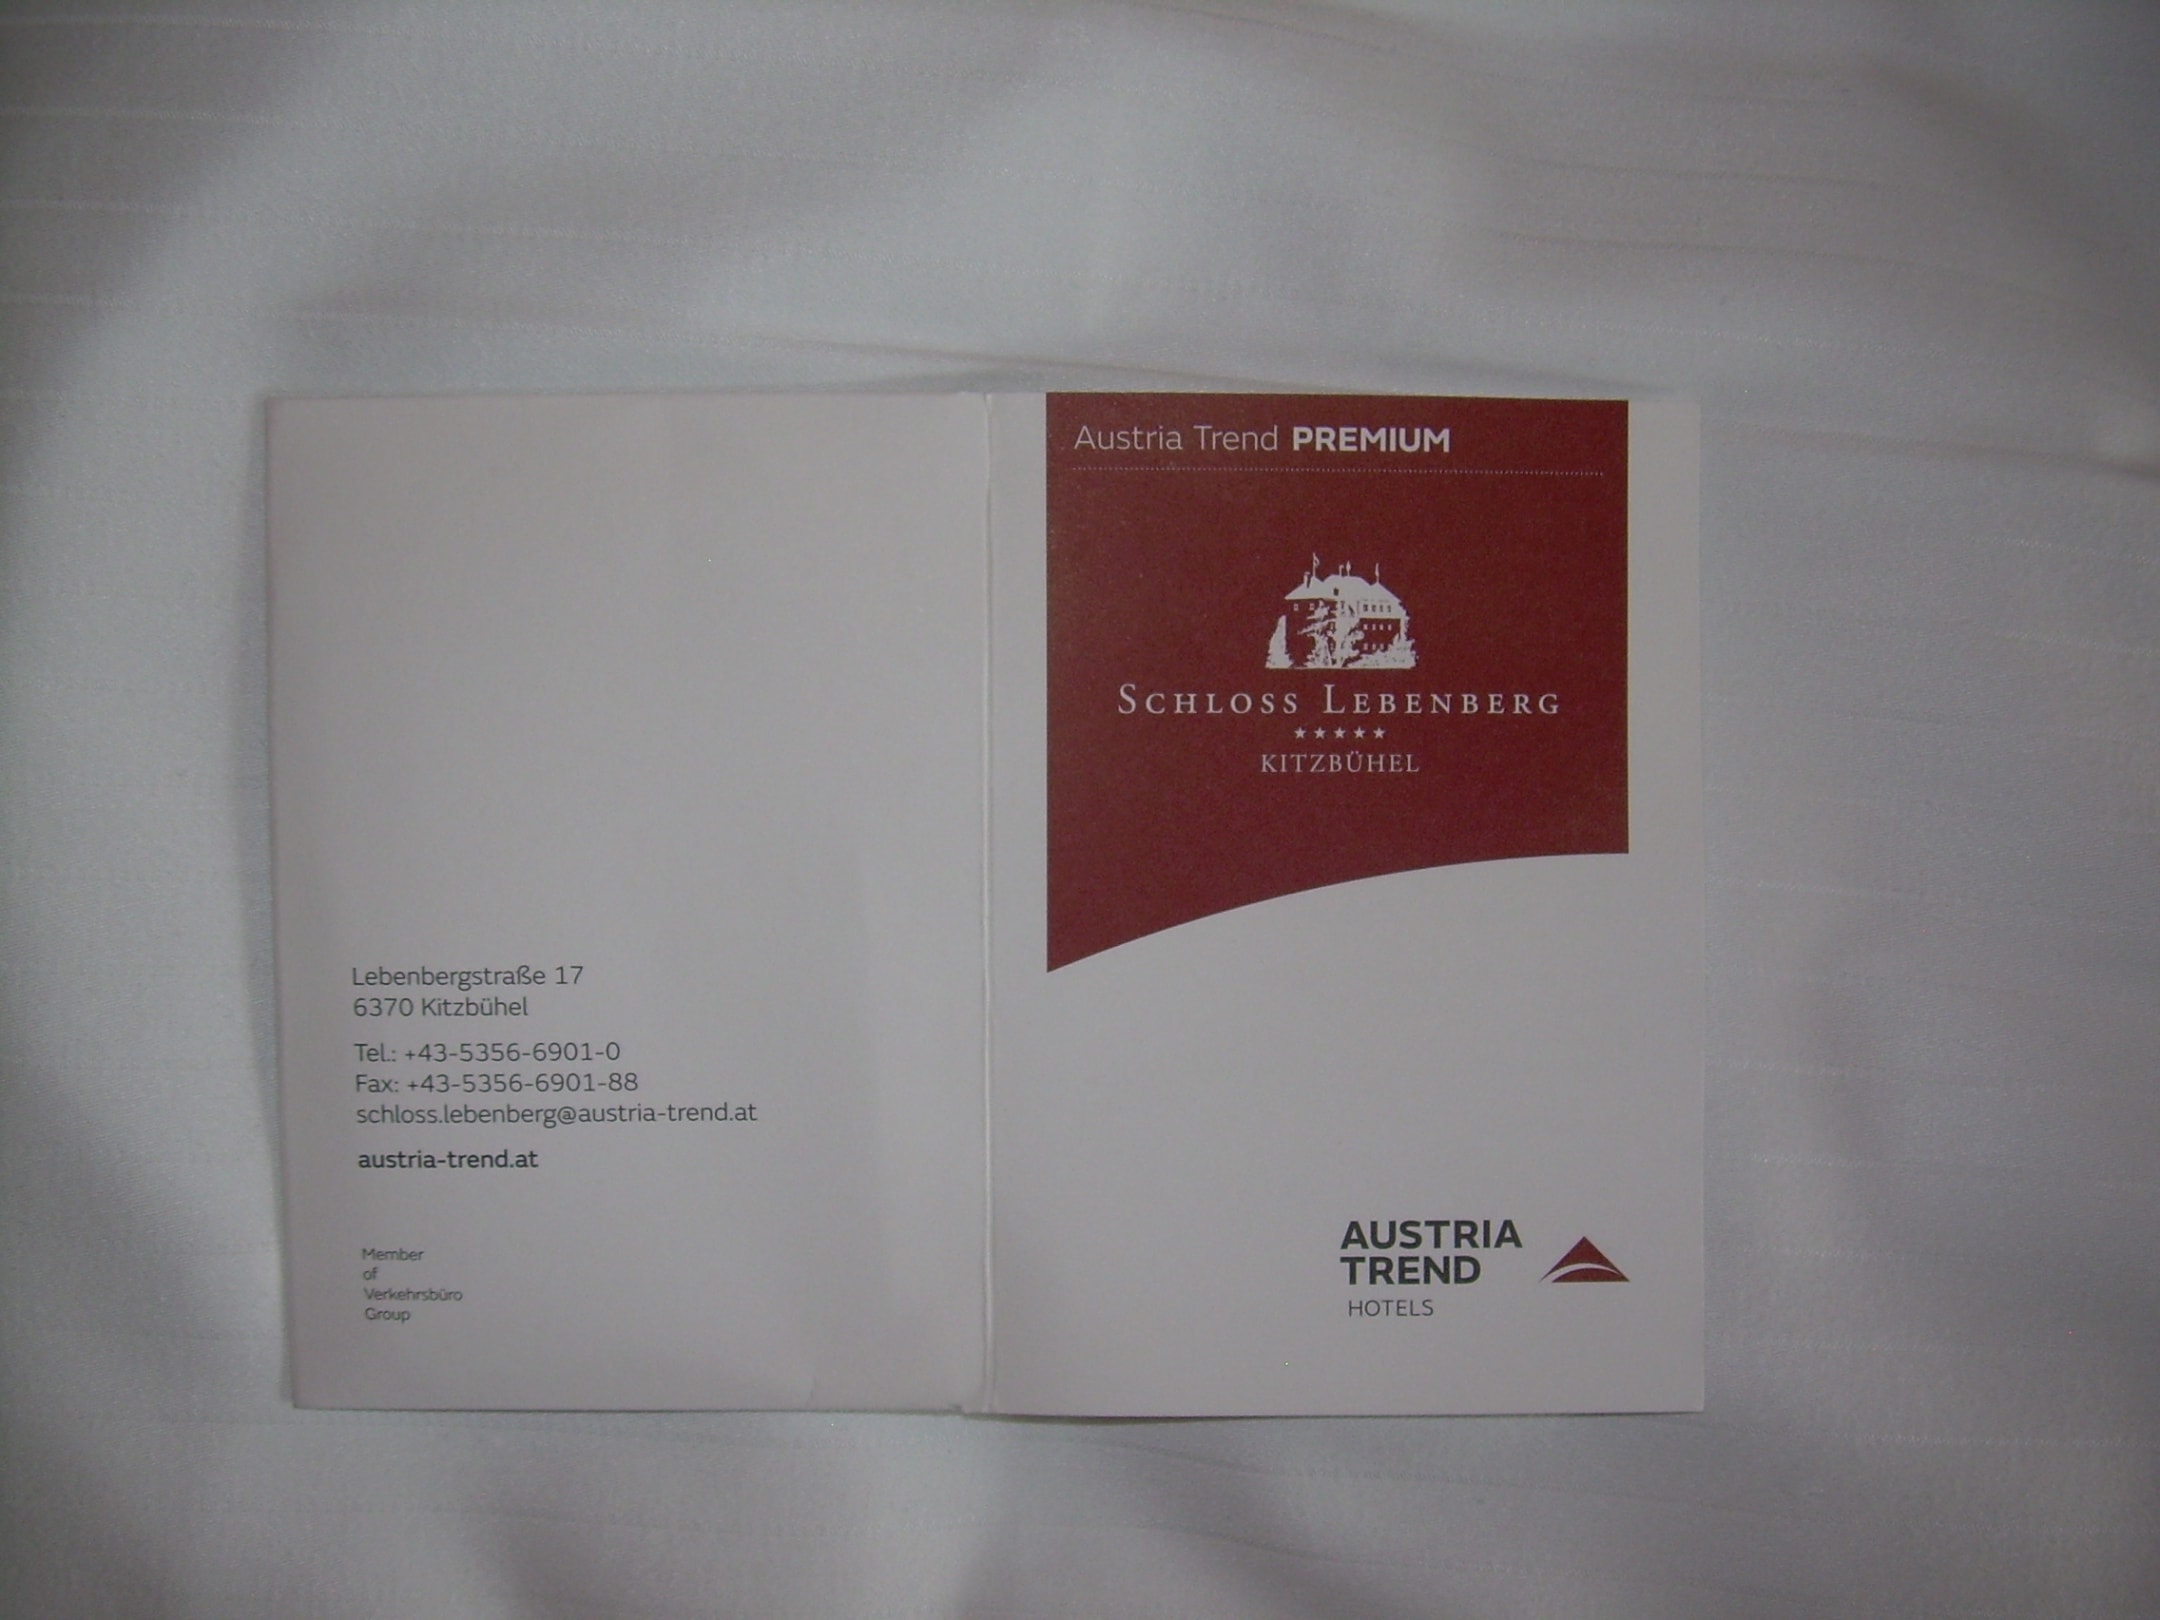 Lebenbergstraße 17
6370 Kitzbühel
Tel.: +43-5356-6901-0
Fax: +43-5356-6901-88
schloss.lebenberg@austria-trend.at
austria-trend.at
Member
of
Verkehrsbüro
Group
Austria Trend PREMIUM
SCHLOSS LEBENBERG
★★★★★
KITZBÜHEL
AUSTRIA
TREND
HOTELS